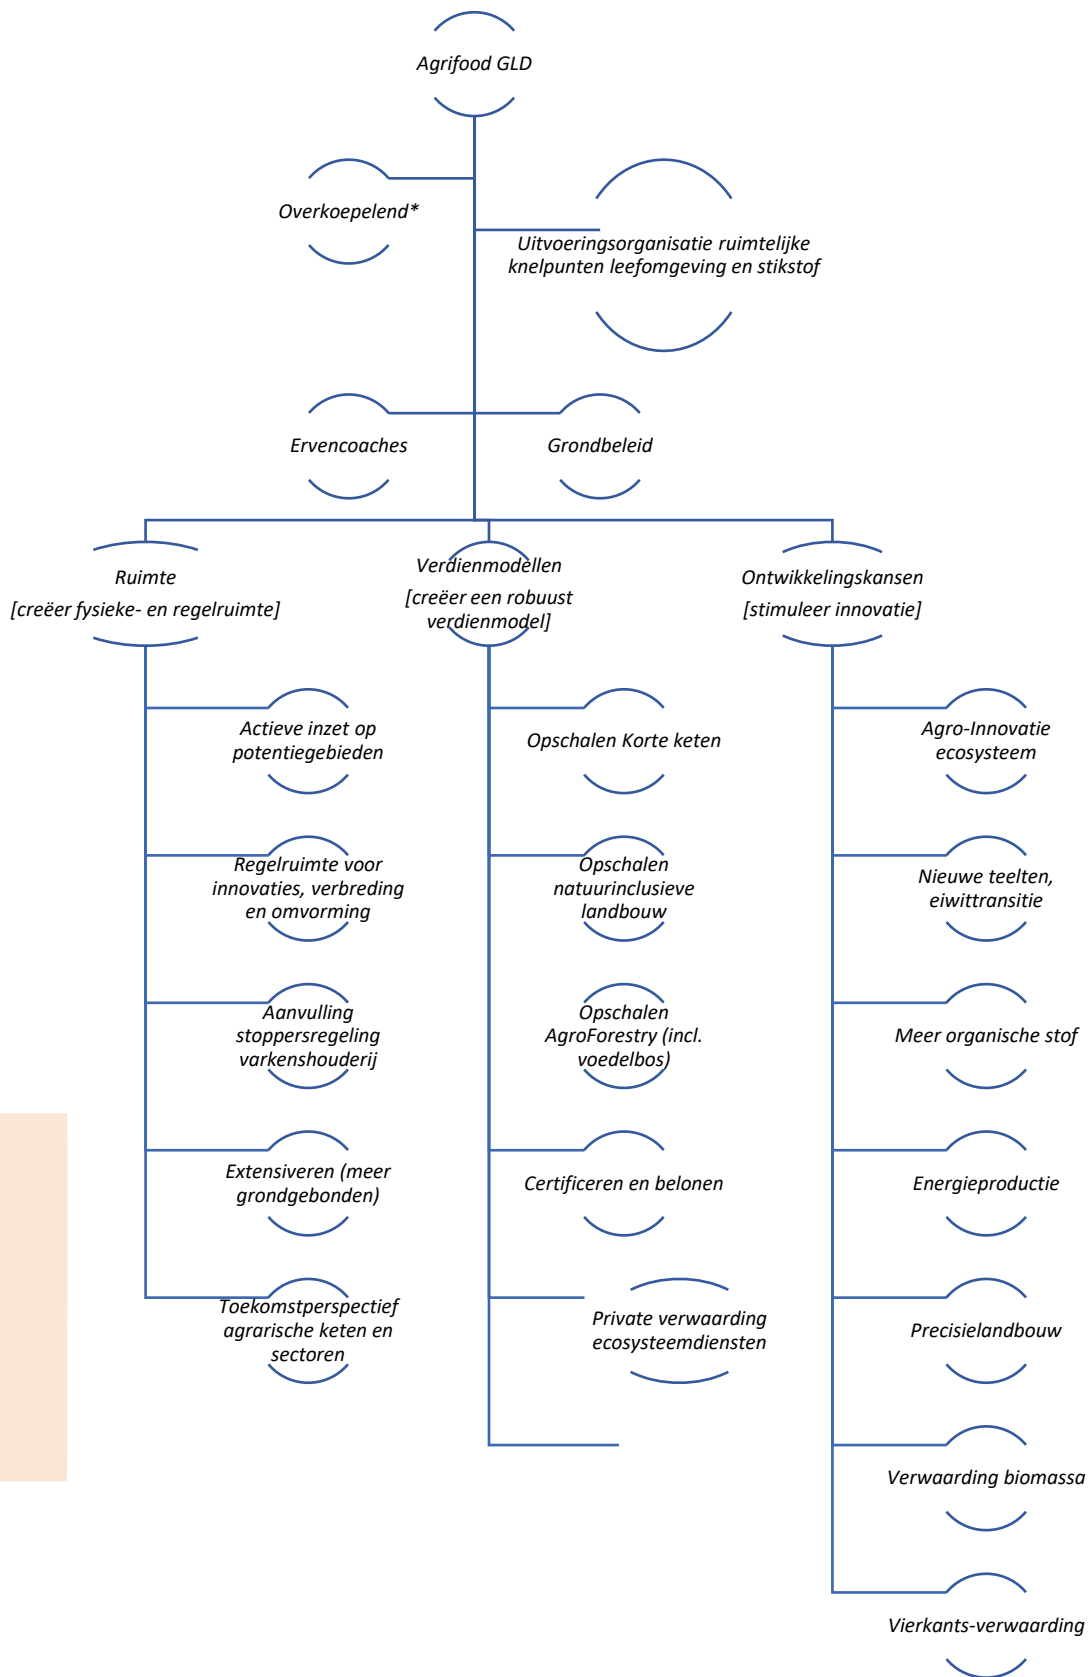 Agrifood GLD
Overkoepelend*
Uitvoeringsorganisatie ruimtelijke
knelpunten leefomgeving en stikstof
Ervencoaches
Grondbeleid
Ruimte
[creëer fysieke- en regelruimte]
Verdienmodellen
[creëer een robuust
verdienmodel]
Ontwikkelingskansen
[stimuleer innovatie]
Actieve inzet op
potentiegebieden
Regelruimte voor
innovaties, verbreding
en omvorming
Aanvulling
stoppersregeling
varkenshouderij
Extensiveren (meer
grondgebonden)
Toekomstperspectief
agrarische keten en
sectoren
Opschalen Korte keten
Opschalen
natuurinclusieve
landbouw
Opschalen
AgroForestry (incl.
voedelbos)
Certificeren en belonen
Private verwaarding
ecosysteemdiensten
Agro-Innovatie
ecosysteem
Nieuwe teelten,
eiwittransitie
Meer organische stof
Energieproductie
Precisielandbouw
Verwaarding biomassa
Vierkants-verwaarding